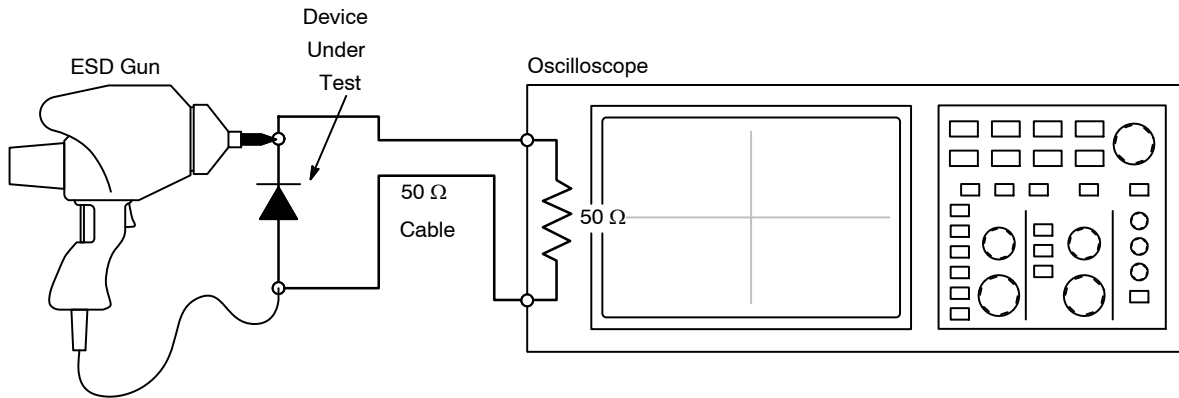 Device
Under
Test
ESD Gun
Oscilloscope
50 Ω
Cable
50 Ω